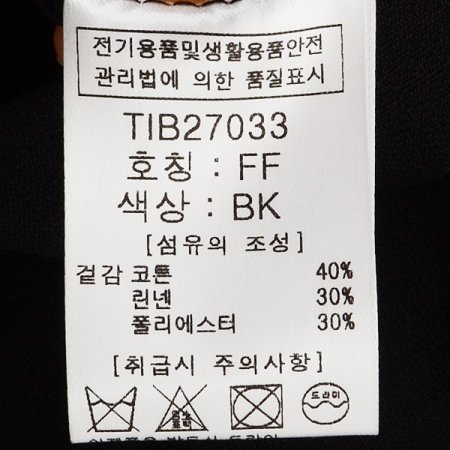 전기용품및생활용품안전
관리법에 의한 품질표시
TIB27033
호칭 : FF
색상 : BK
[섬유의 조성]
겉감 코튼 40%
린넨 30%
폴리에스터 30%
[취급시 주의사항]
드라이